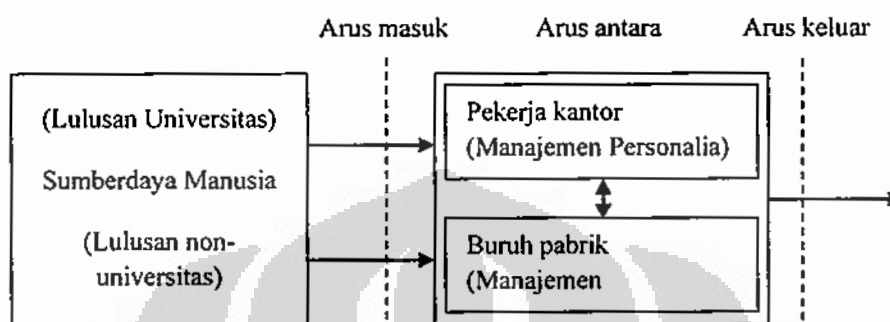 Arus masuk Arus antara Arus keluar
(Lulusan Universitas)
Sumberdaya Manusia
(Lulusan non-
universitas)
Pekerja kantor
(Manajemen Personalia)
Buruh pabrik
(Manajemen